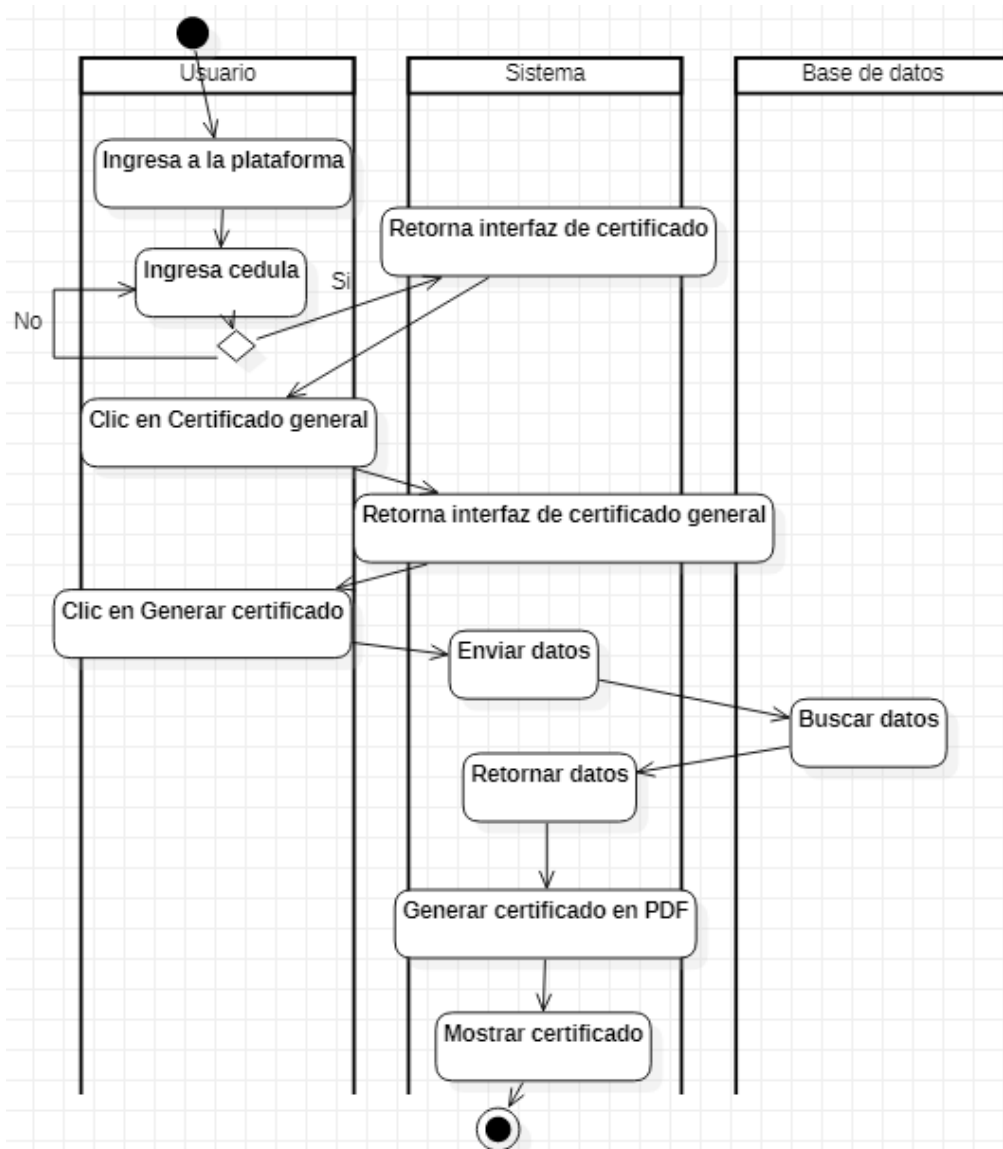 Usuario
Sistema
Base de datos
Ingresa a la plataforma
Retorna interfaz de certificado
Ingresa cedula
Si
No
Clic en Certificado general
Retorna interfaz de certificado general
Clic en Generar certificado
Enviar datos
Buscar datos
Retornar datos
Generar certificado en PDF
Mostrar certificado